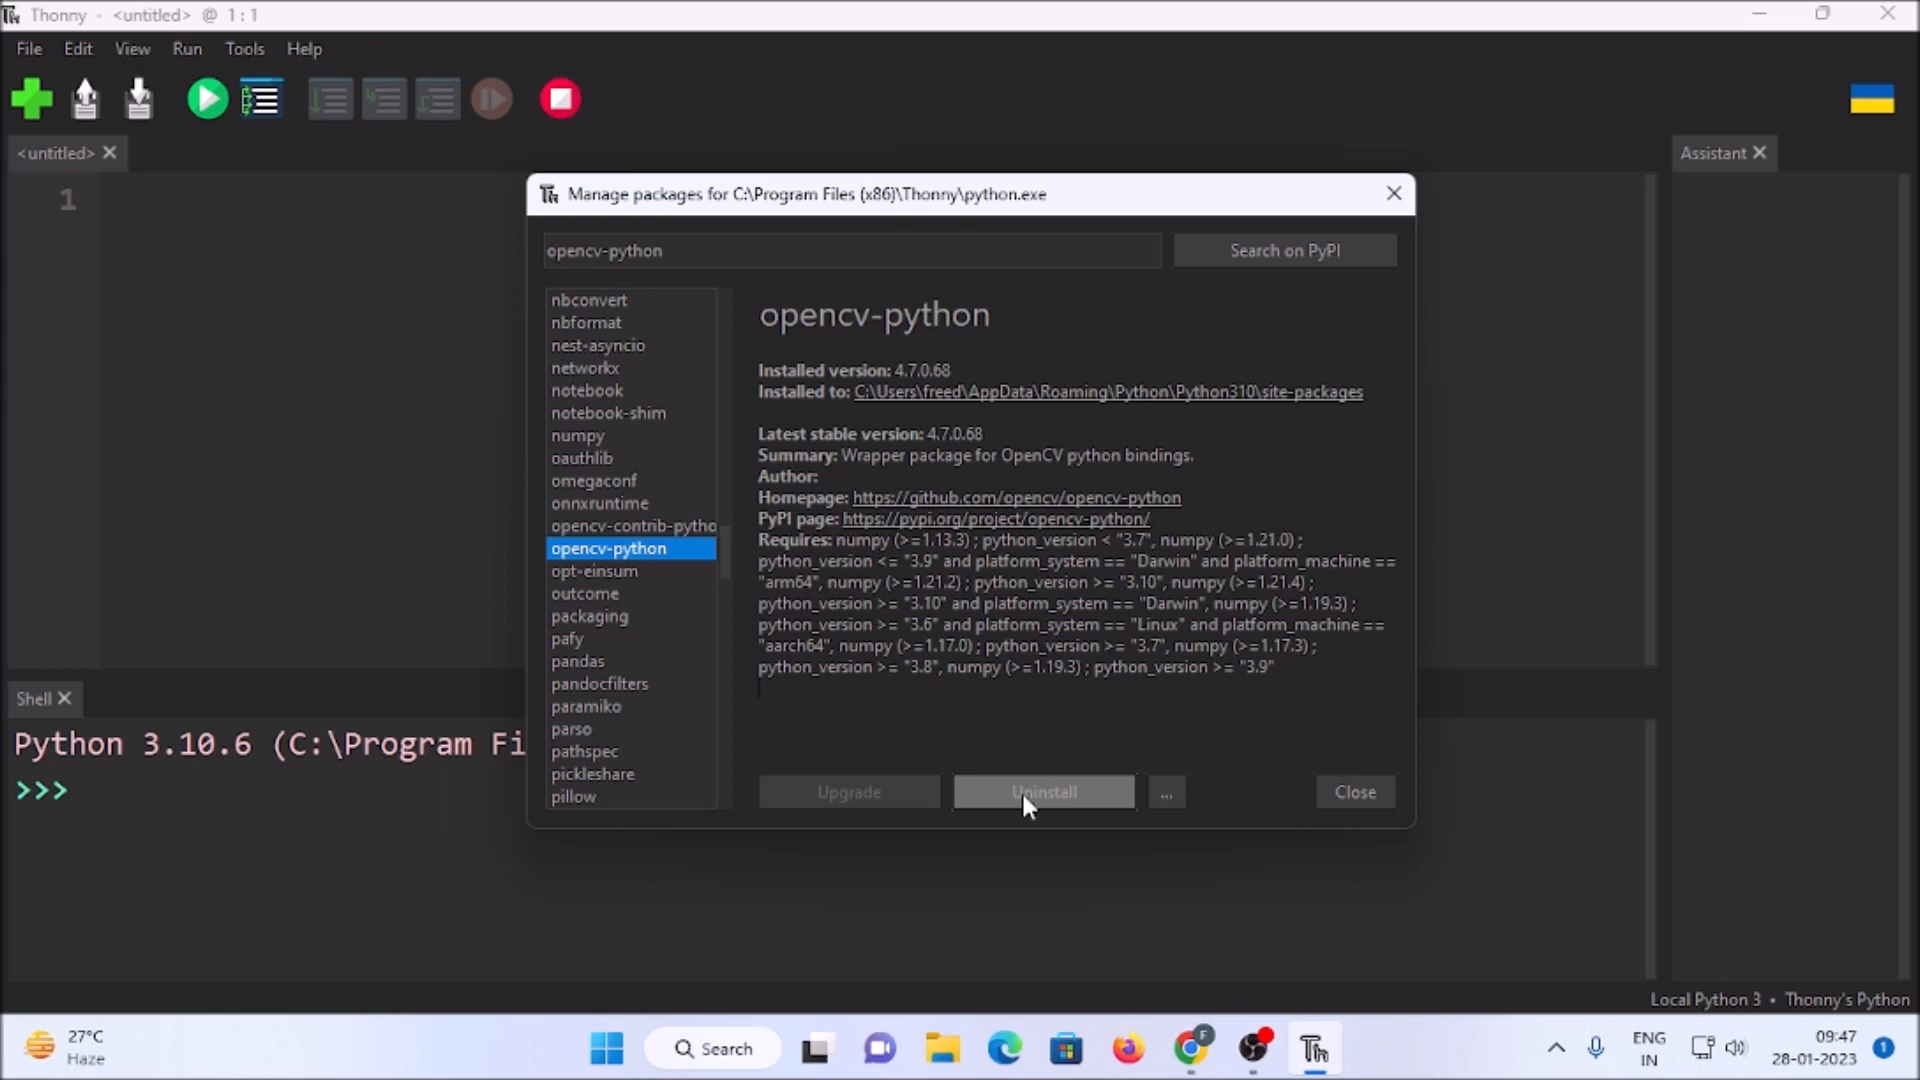 Thonny - <untitled> @ 1:1
File Edit View Run Tools Help
<untitled>
Assistant
1
Manage packages for C:\Program Files (x86)\Thonny\python.exe
opencv-python
Search on PyPI
nbconvert
nbformat
nest-asyncio
networkx
notebook
notebook-shim
numpy
oauthlib
omegaconf
onnxruntime
opencv-contrib-pytho
opencv-python
opt-einsum
outcome
packaging
pafy
pandas
pandocfilters
paramiko
parso
pathspec
pickleshare
pillow
opencv-python
Installed version: 4.7.0.68
Installed to: C:\Users\freed\AppData\Roaming\Python\Python310\site-packages
Latest stable version: 4.7.0.68
Summary: Wrapper package for OpenCV python bindings.
Author:
Homepage: https://github.com/opencv/opencv-python
PyPI page: https://pypi.org/project/opencv-python/
Requires: numpy (>=1.13.3) ; python_version < "3.7", numpy (>=1.21.0) ;
python_version <= "3.9" and platform_system == "Darwin" and platform_machine ==
"arm64", numpy (>=1.21.2) ; python_version >= "3.10", numpy (>=1.21.4) ;
python_version >= "3.10" and platform_system == "Darwin", numpy (>=1.19.3) ;
python_version >= "3.6" and platform_system == "Linux" and platform_machine ==
"aarch64", numpy (>=1.17.0) ; python_version >= "3.7", numpy (>=1.17.3) ;
python_version >= "3.8", numpy (>=1.19.3) ; python_version >= "3.9"
Upgrade
Uninstall
...
Close
Shell
Python 3.10.6 (C:\Program Fi
>>>
Local Python 3 • Thonny's Python
27°C
Haze
Search
F
Th
ENG
IN
09:47
28-01-2023
1